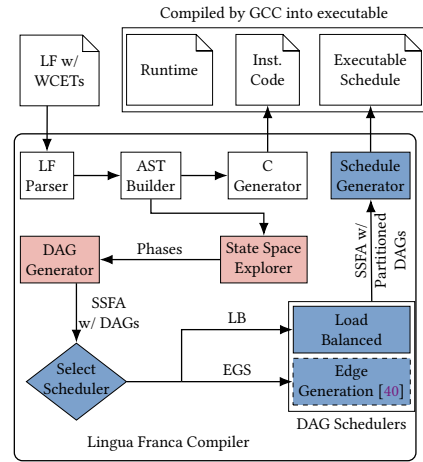 Compiled by GCC into executable
LF w/
WCETs
Runtime
Inst.
Code
Executable
Schedule
LF
Parser
AST
Builder
C
Generator
Schedule
Generator
DAG
Generator
Phases
State Space
Explorer
SSFA w/
Partitioned
DAGs
SSFA
w/ DAGs
Select
Scheduler
LB
Load
Balanced
EGS
Edge
Generation [40]
DAG Schedulers
Lingua Franca Compiler